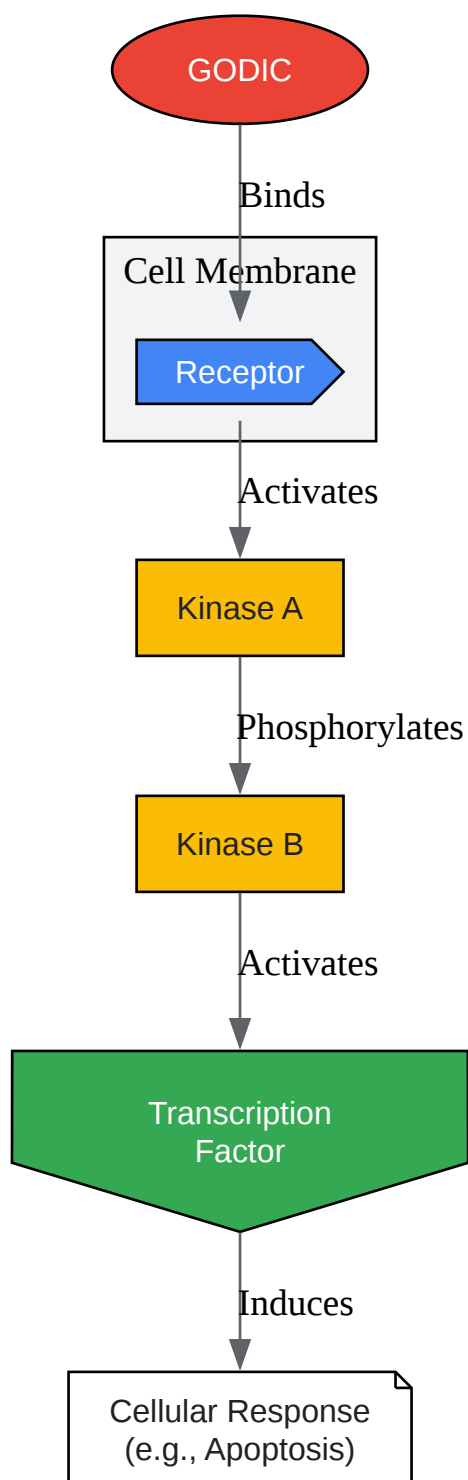 GODIC
Binds
Cell Membrane
Receptor
Activates
Kinase A
Phosphorylates
Kinase B
Activates
Transcription
Factor
Induces
Cellular Response
(e.g., Apoptosis)